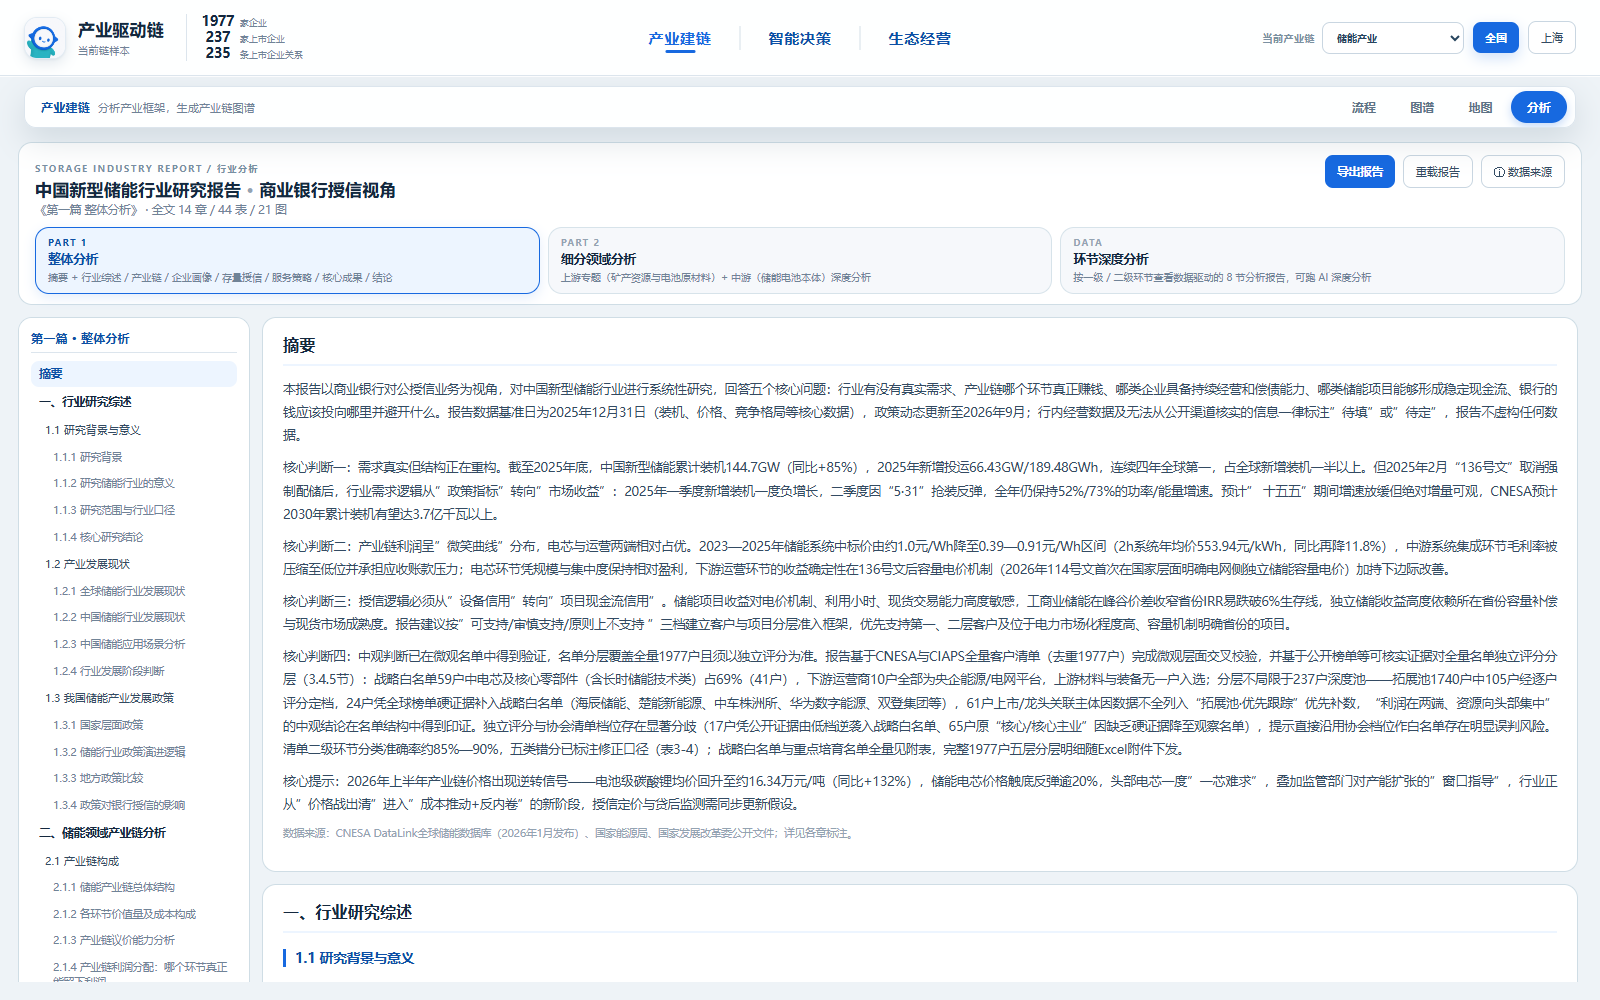 产业驱动链
当前链样本
1977 家企业
237 家上市企业
235 条上市企业关系
产业建链
智能决策
生态经营
当前产业链
储能产业
全国
上海
产业建链 分析产业框架，生成产业链图谱
流程
图谱
地图
分析
STORAGE INDUSTRY REPORT / 行业分析
中国新型储能行业研究报告 • 商业银行授信视角
《第一篇 整体分析》 · 全文 14 章 / 44 表 / 21 图
导出报告
重载报告
ⓘ 数据来源
PART 1
整体分析
摘要 + 行业综述 / 产业链 / 企业画像 / 存量授信 / 服务策略 / 核心成果 / 结论
PART 2
细分领域分析
上游专题（矿产资源与电池原材料）+ 中游（储能电池本体）深度分析
DATA
环节深度分析
按一级 / 二级环节查看数据驱动的 8 节分析报告，可跑 AI 深度分析
第一篇 • 整体分析
摘要
一、行业研究综述
1.1 研究背景与意义
1.1.1 研究背景
1.1.2 研究储能行业的意义
1.1.3 研究范围与行业口径
1.1.4 核心研究结论
1.2 产业发展现状
1.2.1 全球储能行业发展现状
1.2.2 中国储能行业发展现状
1.2.3 中国储能应用场景分析
1.2.4 行业发展阶段判断
1.3 我国储能产业发展政策
1.3.1 国家层面政策
1.3.2 储能行业政策演进逻辑
1.3.3 地方政策比较
1.3.4 政策对银行授信的影响
二、储能领域产业链分析
2.1 产业链构成
2.1.1 储能产业链总体结构
2.1.2 各环节价值量及成本构成
2.1.3 产业链议价能力分析
2.1.4 产业链利润分配：哪个环节真正
能留下利润
摘要
本报告以商业银行对公授信业务为视角，对中国新型储能行业进行系统性研究，回答五个核心问题：行业有没有真实需求、产业链哪个环节真正赚钱、哪类企业具备持续经营和偿债能力、哪类储能项目能够形成稳定现金流、银行的
钱应该投向哪里并避开什么。报告数据基准日为2025年12月31日（装机、价格、竞争格局等核心数据），政策动态更新至2026年9月；行内经营数据及无法从公开渠道核实的信息一律标注”待填”或”待定”，报告不虚构任何数
据。
核心判断一：需求真实但结构正在重构。截至2025年底，中国新型储能累计装机144.7GW（同比+85%），2025年新增投运66.43GW/189.48GWh，连续四年全球第一，占全球新增装机一半以上。但2025年2月“136号文”取消强
制配储后，行业需求逻辑从”政策指标”转向”市场收益”：2025年一季度新增装机一度负增长，二季度因“5·31”抢装反弹，全年仍保持52%/73%的功率/能量增速。预计”十五五”期间增速放缓但绝对增量可观，CNESA预计
2030年累计装机有望达3.7亿千瓦以上。
核心判断二：产业链利润呈”微笑曲线”分布，电芯与运营两端相对占优。2023—2025年储能系统中标价由约1.0元/Wh降至0.39—0.91元/Wh区间（2h系统年均价553.94元/kWh，同比再降11.8%），中游系统集成环节毛利率被
压缩至低位并承担应收账款压力；电芯环节凭规模与集中度保持相对盈利，下游运营环节的收益确定性在136号文后容量电价机制（2026年114号文首次在国家层面明确电网侧独立储能容量电价）加持下边际改善。
核心判断三：授信逻辑必须从”设备信用”转向”项目现金流信用”。储能项目收益对电价机制、利用小时、现货交易能力高度敏感，工商业储能在峰谷价差收窄省份IRR易跌破6%生存线，独立储能收益高度依赖所在省份容量补偿
与现货市场成熟度。报告建议按”可支持/审慎支持/原则上不支持 ”三档建立客户与项目分层准入框架，优先支持第一、二层客户及位于电力市场化程度高、容量机制明确省份的项目。
核心判断四：中观判断已在微观名单中得到验证，名单分层覆盖全量1977户且须以独立评分为准。报告基于CNESA与CIAPS全量客户清单（去重1977户）完成微观层面交叉校验，并基于公开榜单等可核实证据对全量名单独立评分分
层（3.4.5节）：战略白名单59户中电芯及核心零部件（含长时储能技术类）占69%（41户），下游运营商10户全部为央企能源/电网平台，上游材料与装备无一户入选；分层不局限于237户深度池——拓展池1740户中105户经逐户
评分定档，24户凭全球榜单硬证据补入战略白名单（海辰储能、楚能新能源、中车株洲所、华为数字能源、双登集团等），61户上市/龙头关联主体因数据不全列入“拓展池·优先跟踪”优先补数，“利润在两端、资源向头部集中”
的中观结论在名单结构中得到印证。独立评分与协会清单档位存在显著分歧（17户凭公开证据由低档逆袭入战略白名单、65户原“核心/核心主业”因缺乏硬证据降至观察名单），提示直接沿用协会档位作白名单存在明显误判风险。
清单二级环节分类准确率约85%—90%，五类错分已标注修正口径（表3-4）；战略白名单与重点培育名单全量见附表，完整1977户五层分层明细随Excel附件下发。
核心提示：2026年上半年产业链价格出现逆转信号——电池级碳酸锂均价回升至约16.34万元/吨（同比+132%），储能电芯价格触底反弹逾20%，头部电芯一度”一芯难求”，叠加监管部门对产能扩张的”窗口指导”，行业正
从”价格战出清”进入”成本推动+反内卷”的新阶段，授信定价与贷后监测需同步更新假设。
数据来源：CNESA DataLink全球储能数据库（2026年1月发布）、国家能源局、国家发展改革委公开文件；详见各章标注。
一、行业研究综述
1.1 研究背景与意义